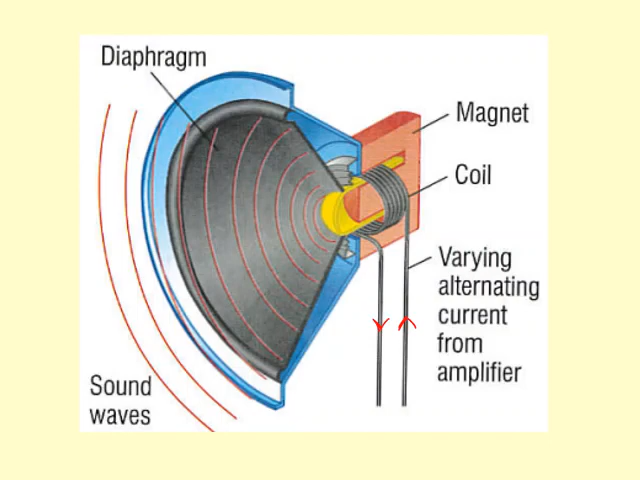 Diaphragm
Magnet
Coil
Varying
alternating
current
from
amplifier
Sound
waves